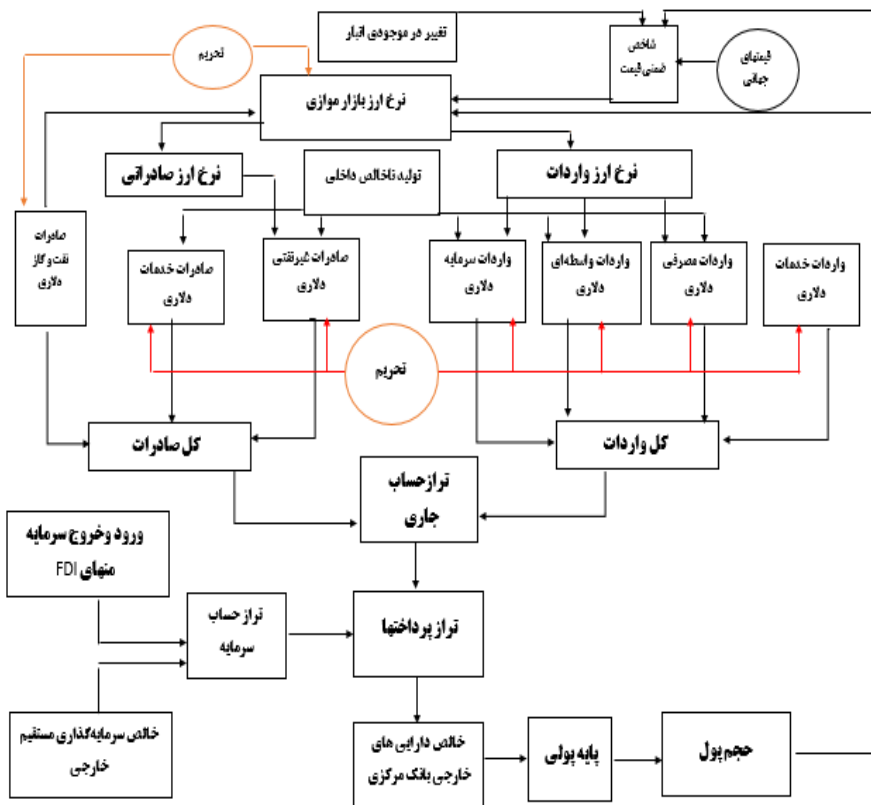 تغییر در موجودی انبار
شاخص
ضمنی قیمت
قیمتهای
جهانی
تحریم
نرخ ارز بازار موازی
نرخ ارز واردات
تولید ناخالص داخلی
نرخ ارز صادراتی
واردات خدمات
دلاری
واردات مصرفی
دلاری
واردات واسطه‌ای
دلاری
واردات سرمایه
دلاری
صادرات غیرنفتی
دلاری
صادرات خدمات
دلاری
صادرات
نفت و گاز
دلاری
تحریم
کل واردات
کل صادرات
تراز حساب
جاری
ورود و خروج سرمایه
منهای FDI
تراز حساب
سرمایه
تراز پرداختها
خالص سرمایه‌گذاری مستقیم
خارجی
خالص دارایی های
خارجی بانک مرکزی
پایه پولی
حجم پول